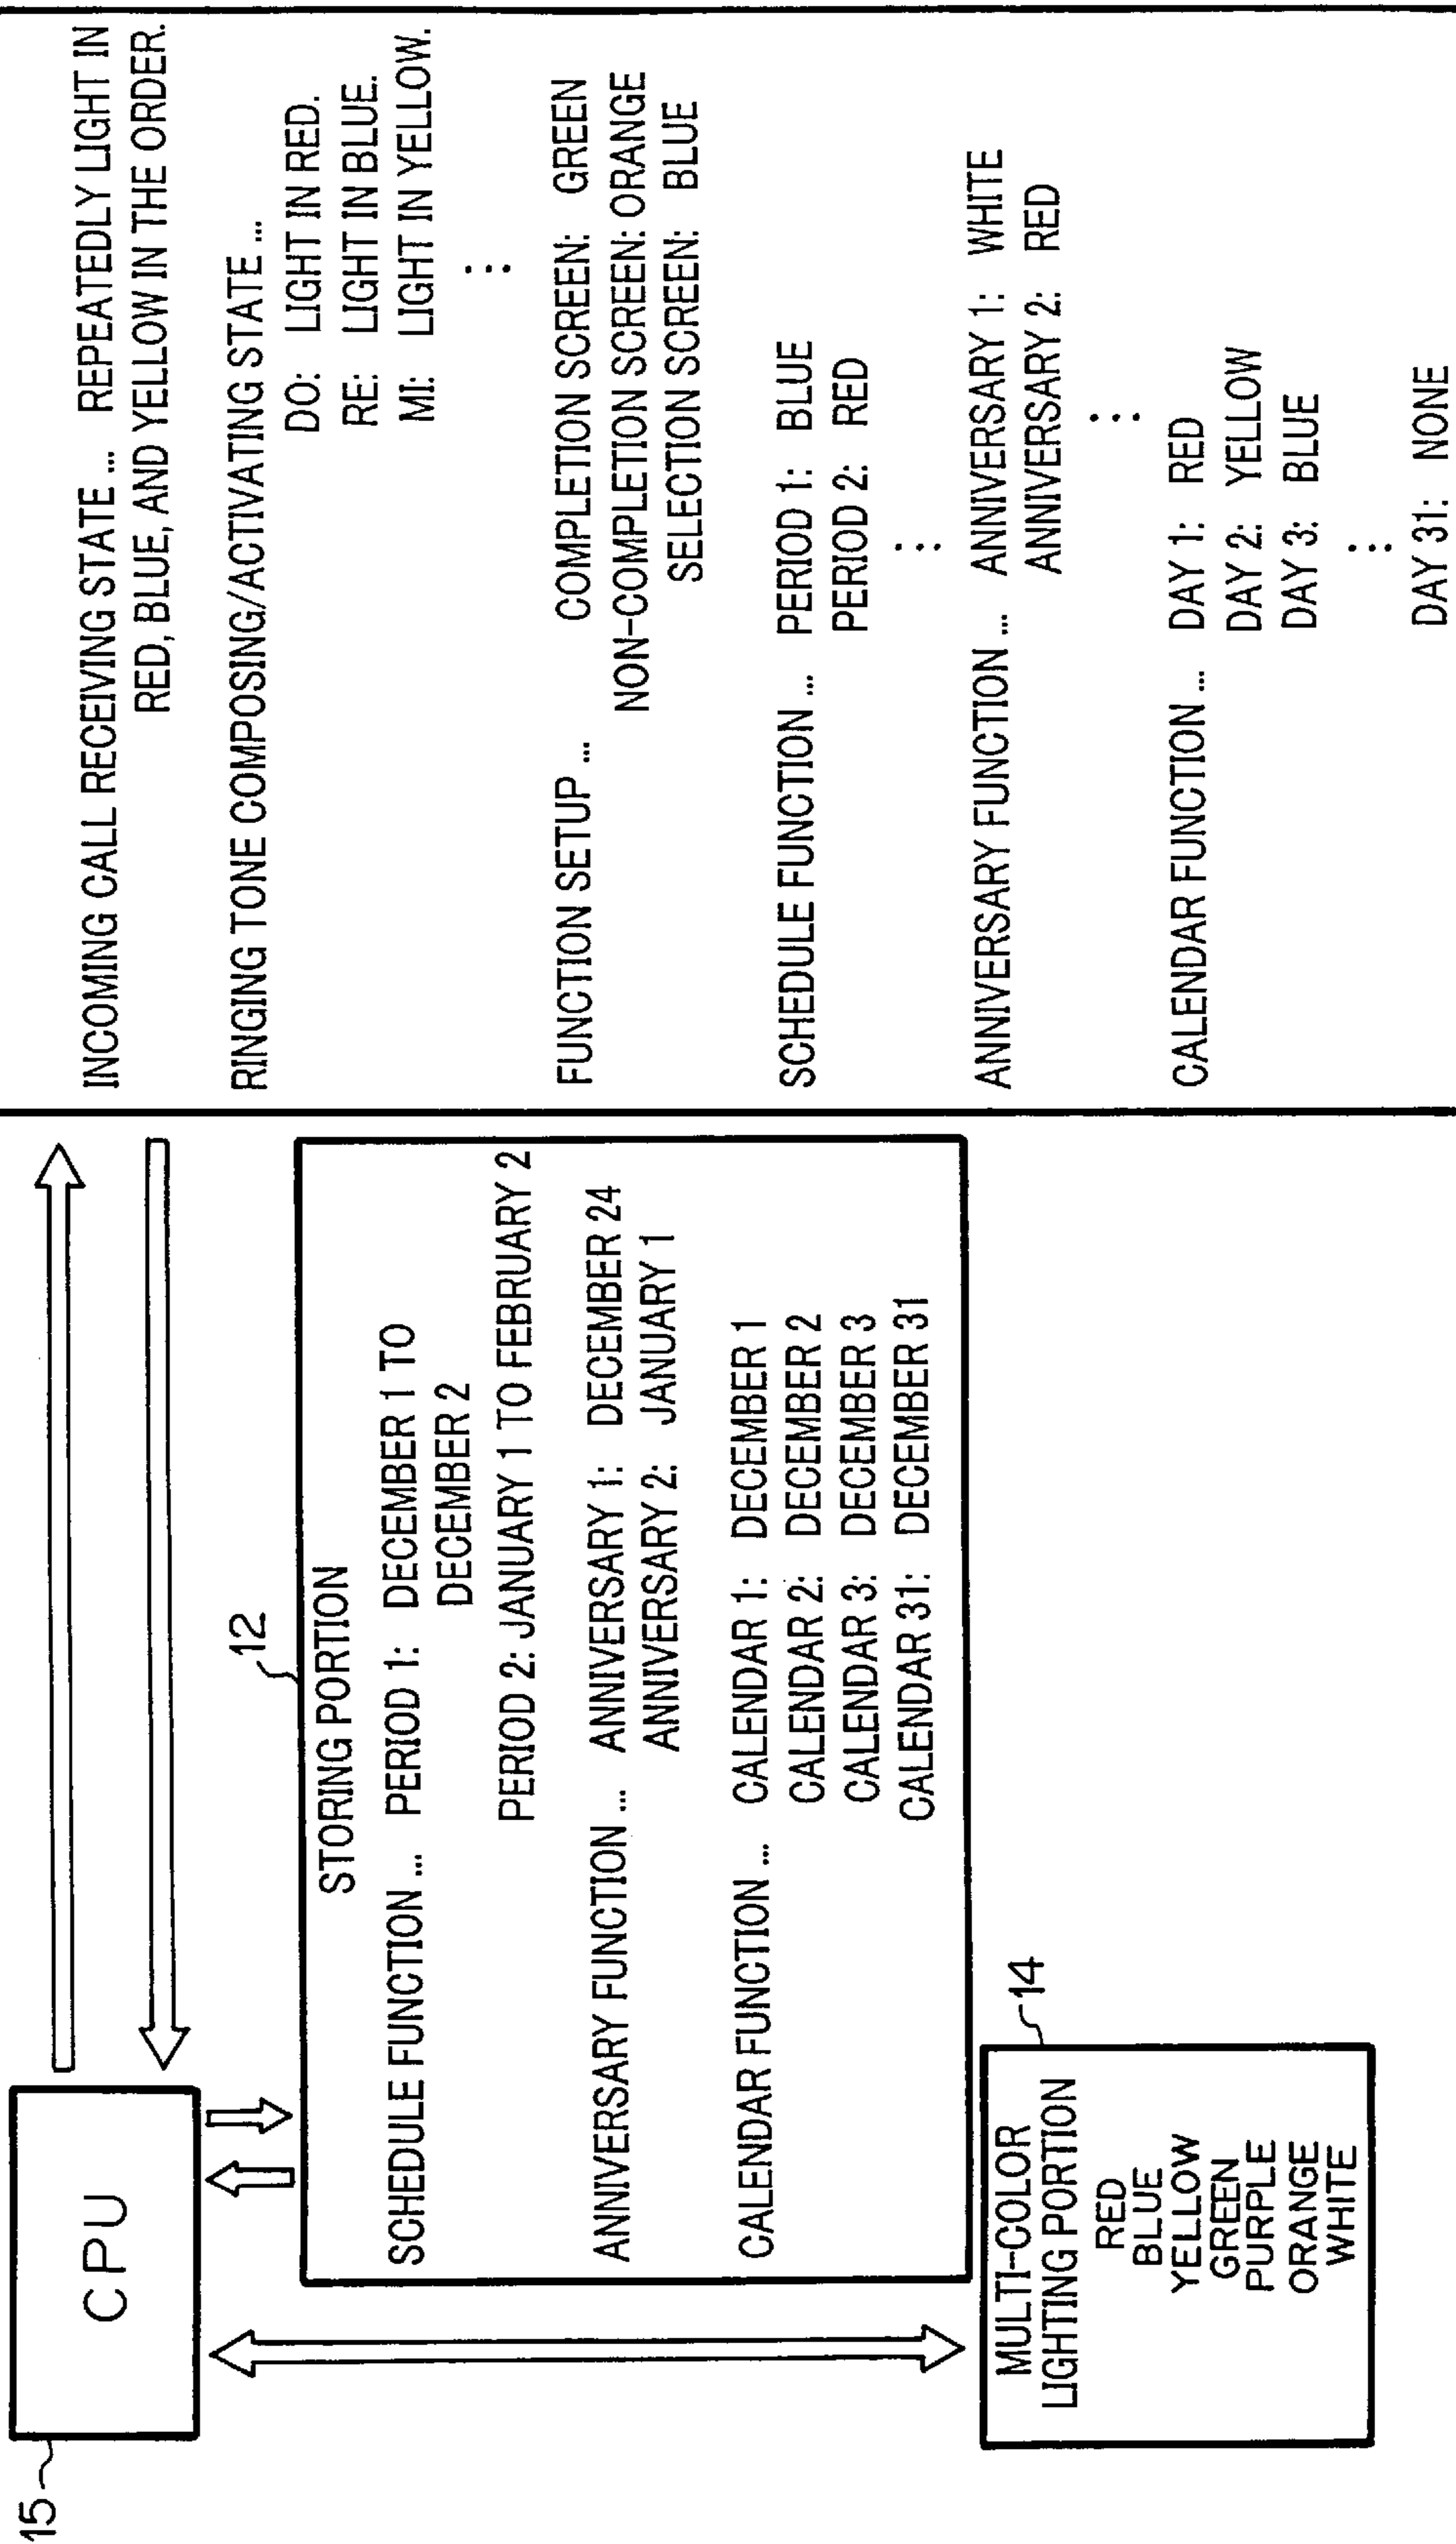 15
CPU
12
STORING PORTION
SCHEDULE FUNCTION ... PERIOD 1: DECEMBER 1 TO
DECEMBER 2
PERIOD 2: JANUARY 1 TO FEBRUARY 2
ANNIVERSARY FUNCTION ... ANNIVERSARY 1: DECEMBER 24
ANNIVERSARY 2: JANUARY 1
CALENDAR FUNCTION ... CALENDAR 1: DECEMBER 1
CALENDAR 2: DECEMBER 2
CALENDAR 3: DECEMBER 3
CALENDAR 31: DECEMBER 31
14
MULTI-COLOR
LIGHTING PORTION
RED
BLUE
YELLOW
GREEN
PURPLE
ORANGE
WHITE
INCOMING CALL RECEIVING STATE ... REPEATEDLY LIGHT IN
RED, BLUE, AND YELLOW IN THE ORDER.
RINGING TONE COMPOSING/ACTIVATING STATE ...
DO: LIGHT IN RED.
RE: LIGHT IN BLUE.
MI: LIGHT IN YELLOW.
⋮
FUNCTION SETUP ... COMPLETION SCREEN: GREEN
NON-COMPLETION SCREEN: ORANGE
SELECTION SCREEN: BLUE
SCHEDULE FUNCTION ... PERIOD 1: BLUE
PERIOD 2: RED
⋮
ANNIVERSARY FUNCTION ... ANNIVERSARY 1: WHITE
ANNIVERSARY 2: RED
⋮
CALENDAR FUNCTION ... DAY 1: RED
DAY 2: YELLOW
DAY 3: BLUE
⋮
DAY 31: NONE